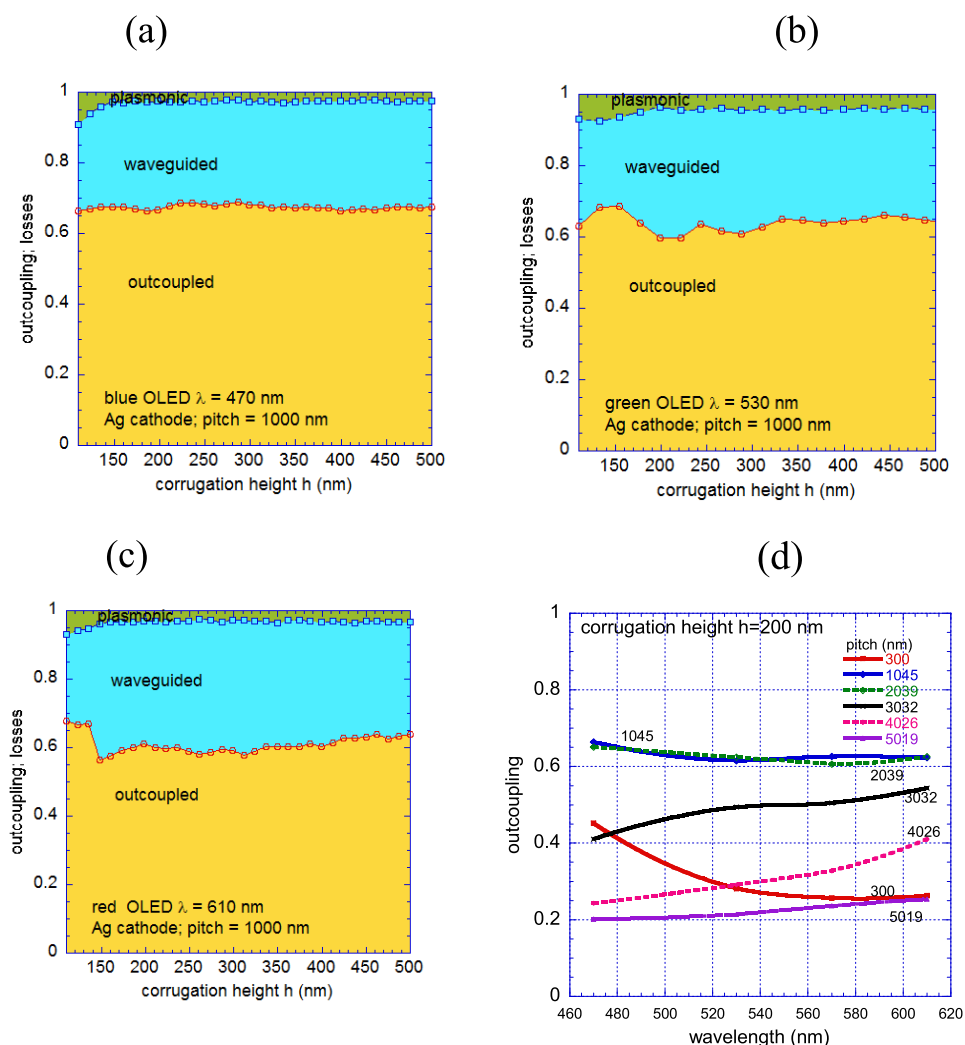 (a)
(b)
1
0.8
0.6
0.4
0.2
0
outcoupling; losses
plasmonic
waveguided
outcoupled
blue OLED λ = 470 nm
Ag cathode; pitch = 1000 nm
150 200 250 300 350 400 450 500
corrugation height h (nm)
1
0.8
0.6
0.4
0.2
0
outcoupling; losses
plasmonic
waveguided
outcoupled
green OLED λ = 530 nm
Ag cathode; pitch = 1000 nm
150 200 250 300 350 400 450 500
corrugation height h (nm)
(c)
(d)
1
0.8
0.6
0.4
0.2
0
outcoupling; losses
plasmonic
waveguided
outcoupled
red OLED λ = 610 nm
Ag cathode; pitch = 1000 nm
150 200 250 300 350 400 450 500
corrugation height h (nm)
1
0.8
0.6
0.4
0.2
0
outcoupling
corrugation height h=200 nm
pitch (nm)
300
1045
2039
3032
4026
5019
1045
2039
3032
4026
300
5019
460 480 500 520 540 560 580 600 620
wavelength (nm)